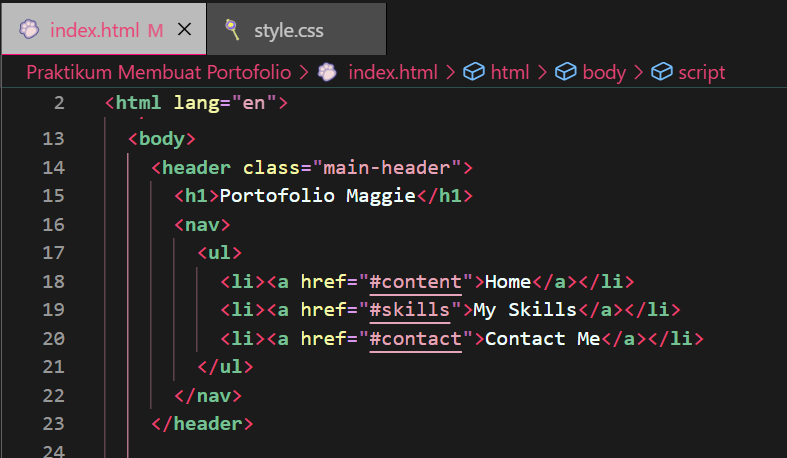 index.html M × style.css
Praktikum Membuat Portofolio > index.html > html > body > script
2 <html lang="en">
13 <body>
14 <header class="main-header">
15 <h1>Portofolio Maggie</h1>
16 <nav>
17 <ul>
18 <li><a href="#content">Home</a></li>
19 <li><a href="#skills">My Skills</a></li>
20 <li><a href="#contact">Contact Me</a></li>
21 </ul>
22 </nav>
23 </header>
24